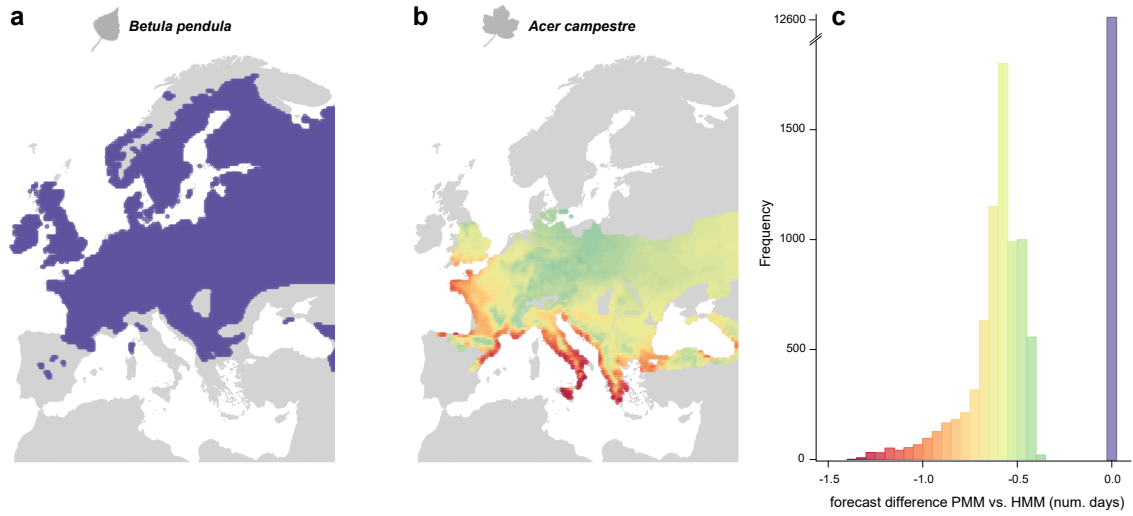 a
Betula pendula
b
Acer campestre
c
12600
1500
1000
500
0
Frequency
-1.5
-1.0
-0.5
0.0
forecast difference PMM vs. HMM (num. days)